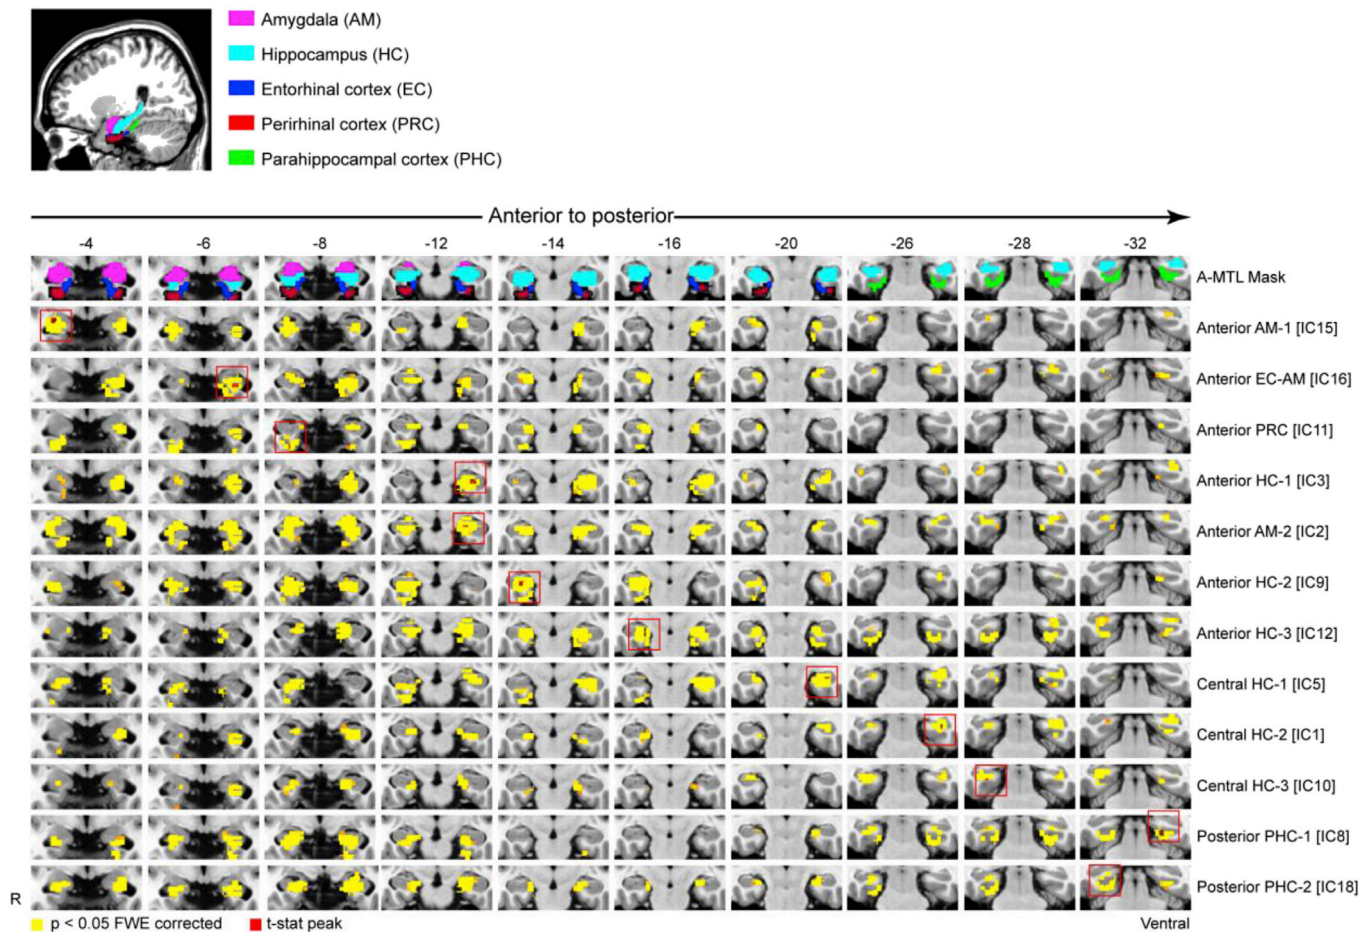 Amygdala (AM)
Hippocampus (HC)
Entorhinal cortex (EC)
Perirhinal cortex (PRC)
Parahippocampal cortex (PHC)
Anterior to posterior
-4 -6 -8 -12 -14 -16 -20 -26 -28 -32
A-MTL Mask
Anterior AM-1 [IC15]
Anterior EC-AM [IC16]
Anterior PRC [IC11]
Anterior HC-1 [IC3]
Anterior AM-2 [IC2]
Anterior HC-2 [IC9]
Anterior HC-3 [IC12]
Central HC-1 [IC5]
Central HC-2 [IC1]
Central HC-3 [IC10]
Posterior PHC-1 [IC8]
Posterior PHC-2 [IC18]
R
p < 0.05 FWE corrected t-stat peak Ventral